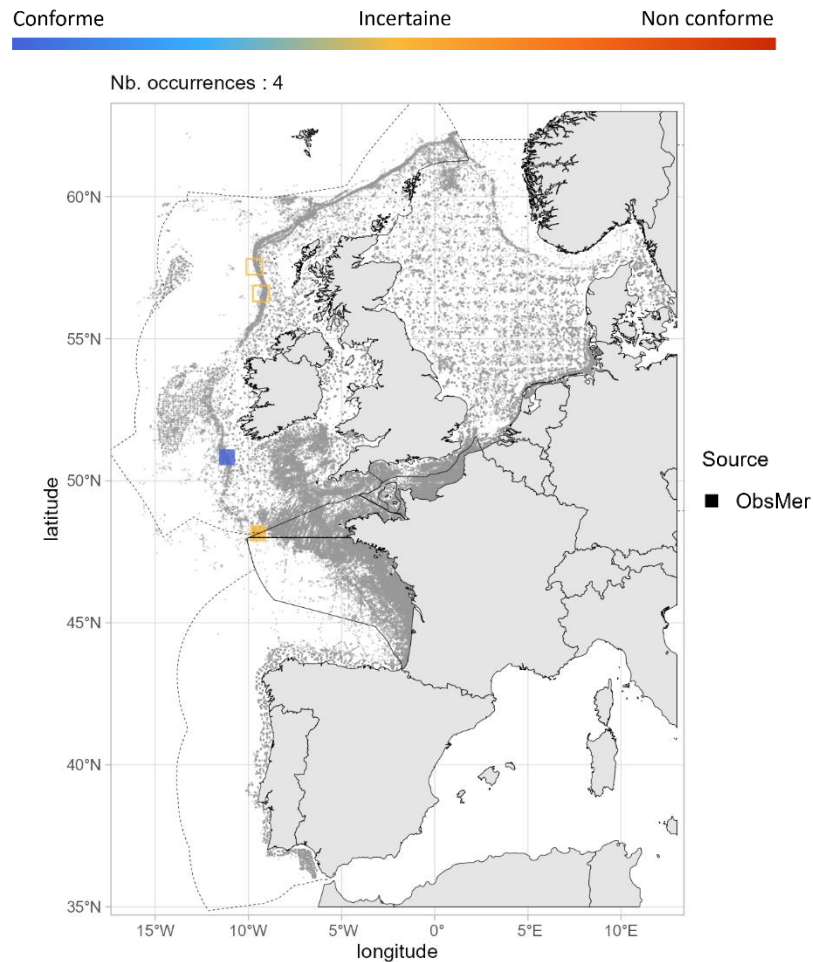 Conforme Incertaine Non conforme
Nb. occurrences : 4
60°N
55°N
50°N
45°N
40°N
35°N
latitude
15°W 10°W 5°W 0° 5°E 10°E
longitude
Source
ObsMer